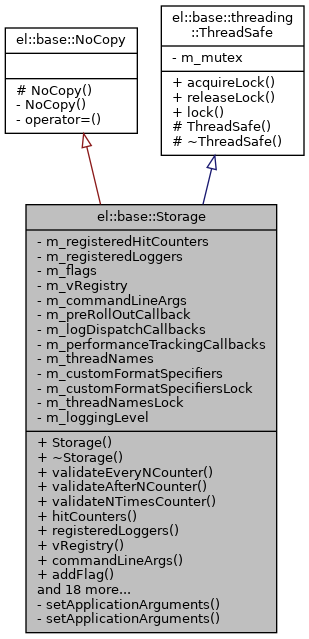 el::base::NoCopy
# NoCopy()
- NoCopy()
- operator=()
el::base::threading
::ThreadSafe
- m_mutex
+ acquireLock()
+ releaseLock()
+ lock()
# ThreadSafe()
# ~ThreadSafe()
el::base::Storage
- m_registeredHitCounters
- m_registeredLoggers
- m_flags
- m_vRegistry
- m_commandLineArgs
- m_preRollOutCallback
- m_logDispatchCallbacks
- m_performanceTrackingCallbacks
- m_threadNames
- m_customFormatSpecifiers
- m_customFormatSpecifiersLock
- m_threadNamesLock
- m_loggingLevel
+ Storage()
+ ~Storage()
+ validateEveryNCounter()
+ validateAfterNCounter()
+ validateNTimesCounter()
+ hitCounters()
+ registeredLoggers()
+ vRegistry()
+ commandLineArgs()
+ addFlag()
and 18 more...
- setApplicationArguments()
- setApplicationArguments()